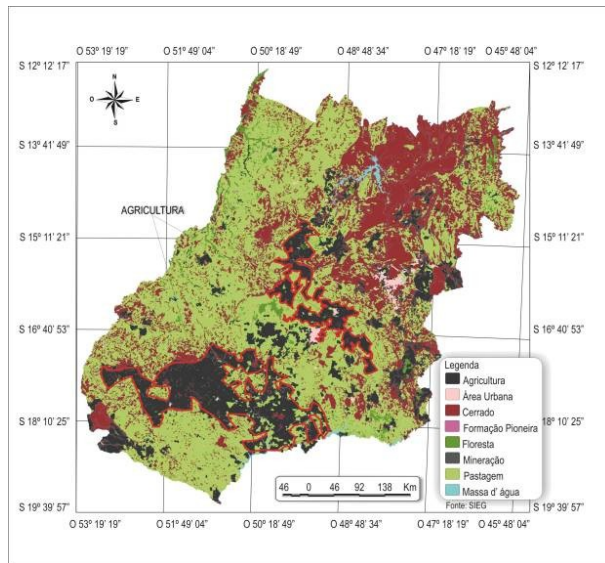 O 53º 19' 19" O 51º 49' 04" O 50º 18' 49" O 48º 48' 34" O 47º 18' 19" O 45º 48' 04"
S 12º 12' 17" S 12º 12' 17"
N
O E
S
S 13º 41' 49" S 13º 41' 49"
AGRICULTURA
S 15º 11' 21" S 15º 11' 21"
S 16º 40' 53" S 16º 40' 53"
Legenda
Agricultura
Área Urbana
Cerrado
Formação Pioneira
Floresta
Mineração
Pastagem
Massa d' água
Fonte: SIEG
S 18º 10' 25" S 18º 10' 25"
46 0 46 92 138 Km
S 19º 39' 57" S 19º 39' 57"
O 53º 19' 19" O 51º 49' 04" O 50º 18' 49" O 48º 48' 34" O 47º 18' 19" O 45º 48' 04"